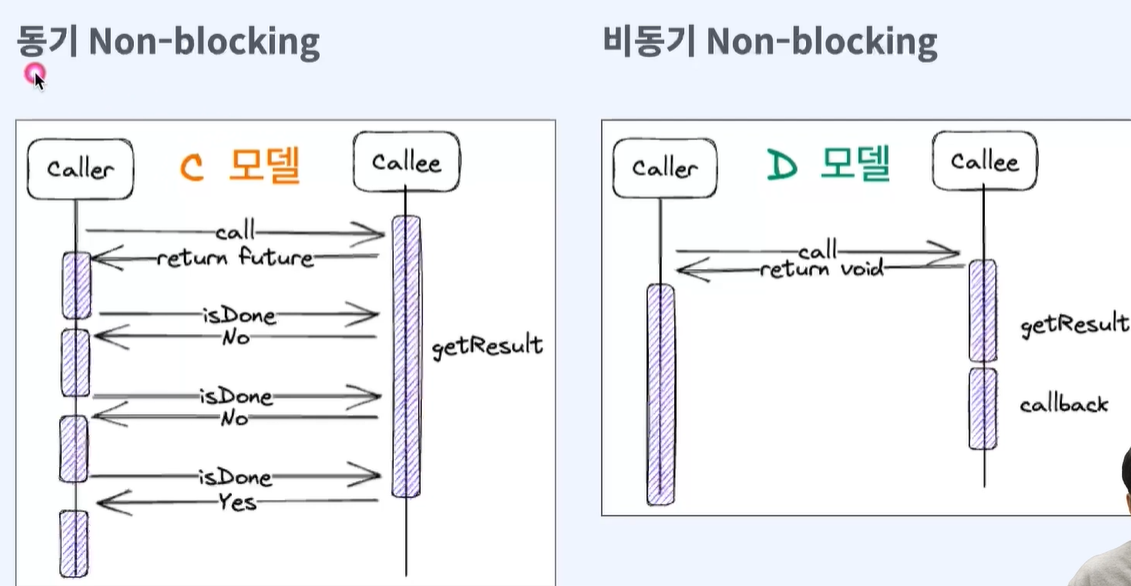 동기 Non-blocking
Caller
C 모델
Callee
call
return future
isDone
No
getResult
isDone
No
isDone
Yes
비동기 Non-blocking
Caller
D 모델
Callee
call
return void
getResult
callback